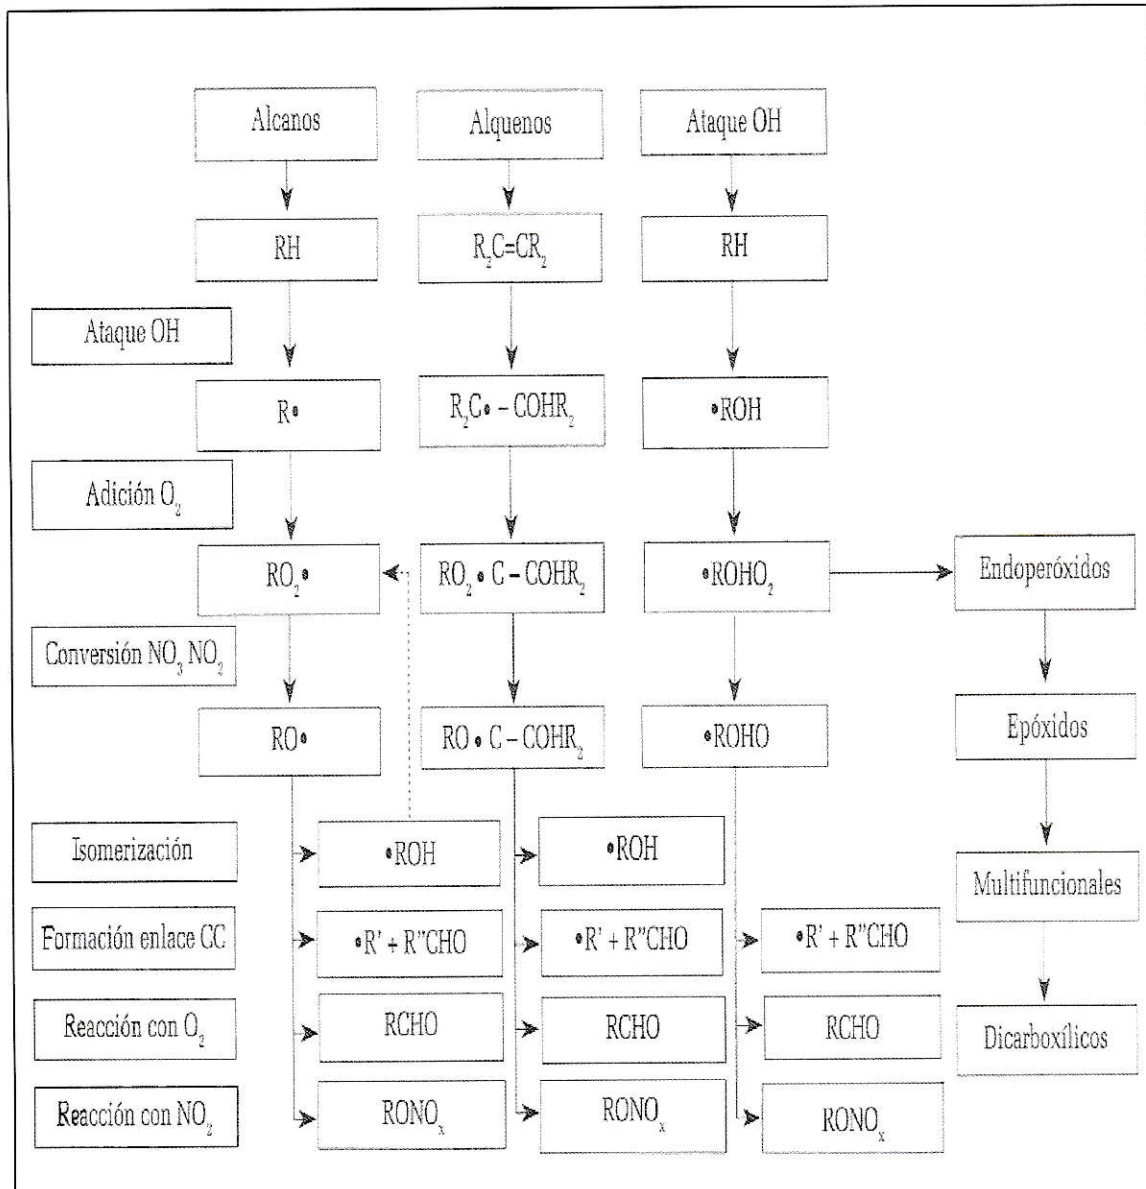 Alcanos
Alquenos
Ataque OH
RH
R₂C=CR₂
RH
Ataque OH
R•
R₂C• – COHR₂
•ROH
Adición O₂
RO₂•
RO₂• C – COHR₂
•ROHO₂
Endoperóxidos
Conversión NO₃ NO₂
RO•
RO• C – COHR₂
•ROHO
Epóxidos
Isomerización
•ROH
•ROH
Multifuncionales
Formación enlace CC
•R' + R"CHO
•R' + R"CHO
•R' + R"CHO
Reacción con O₂
RCHO
RCHO
RCHO
Dicarboxílicos
Reacción con NO₂
RONOₓ
RONOₓ
RONOₓ